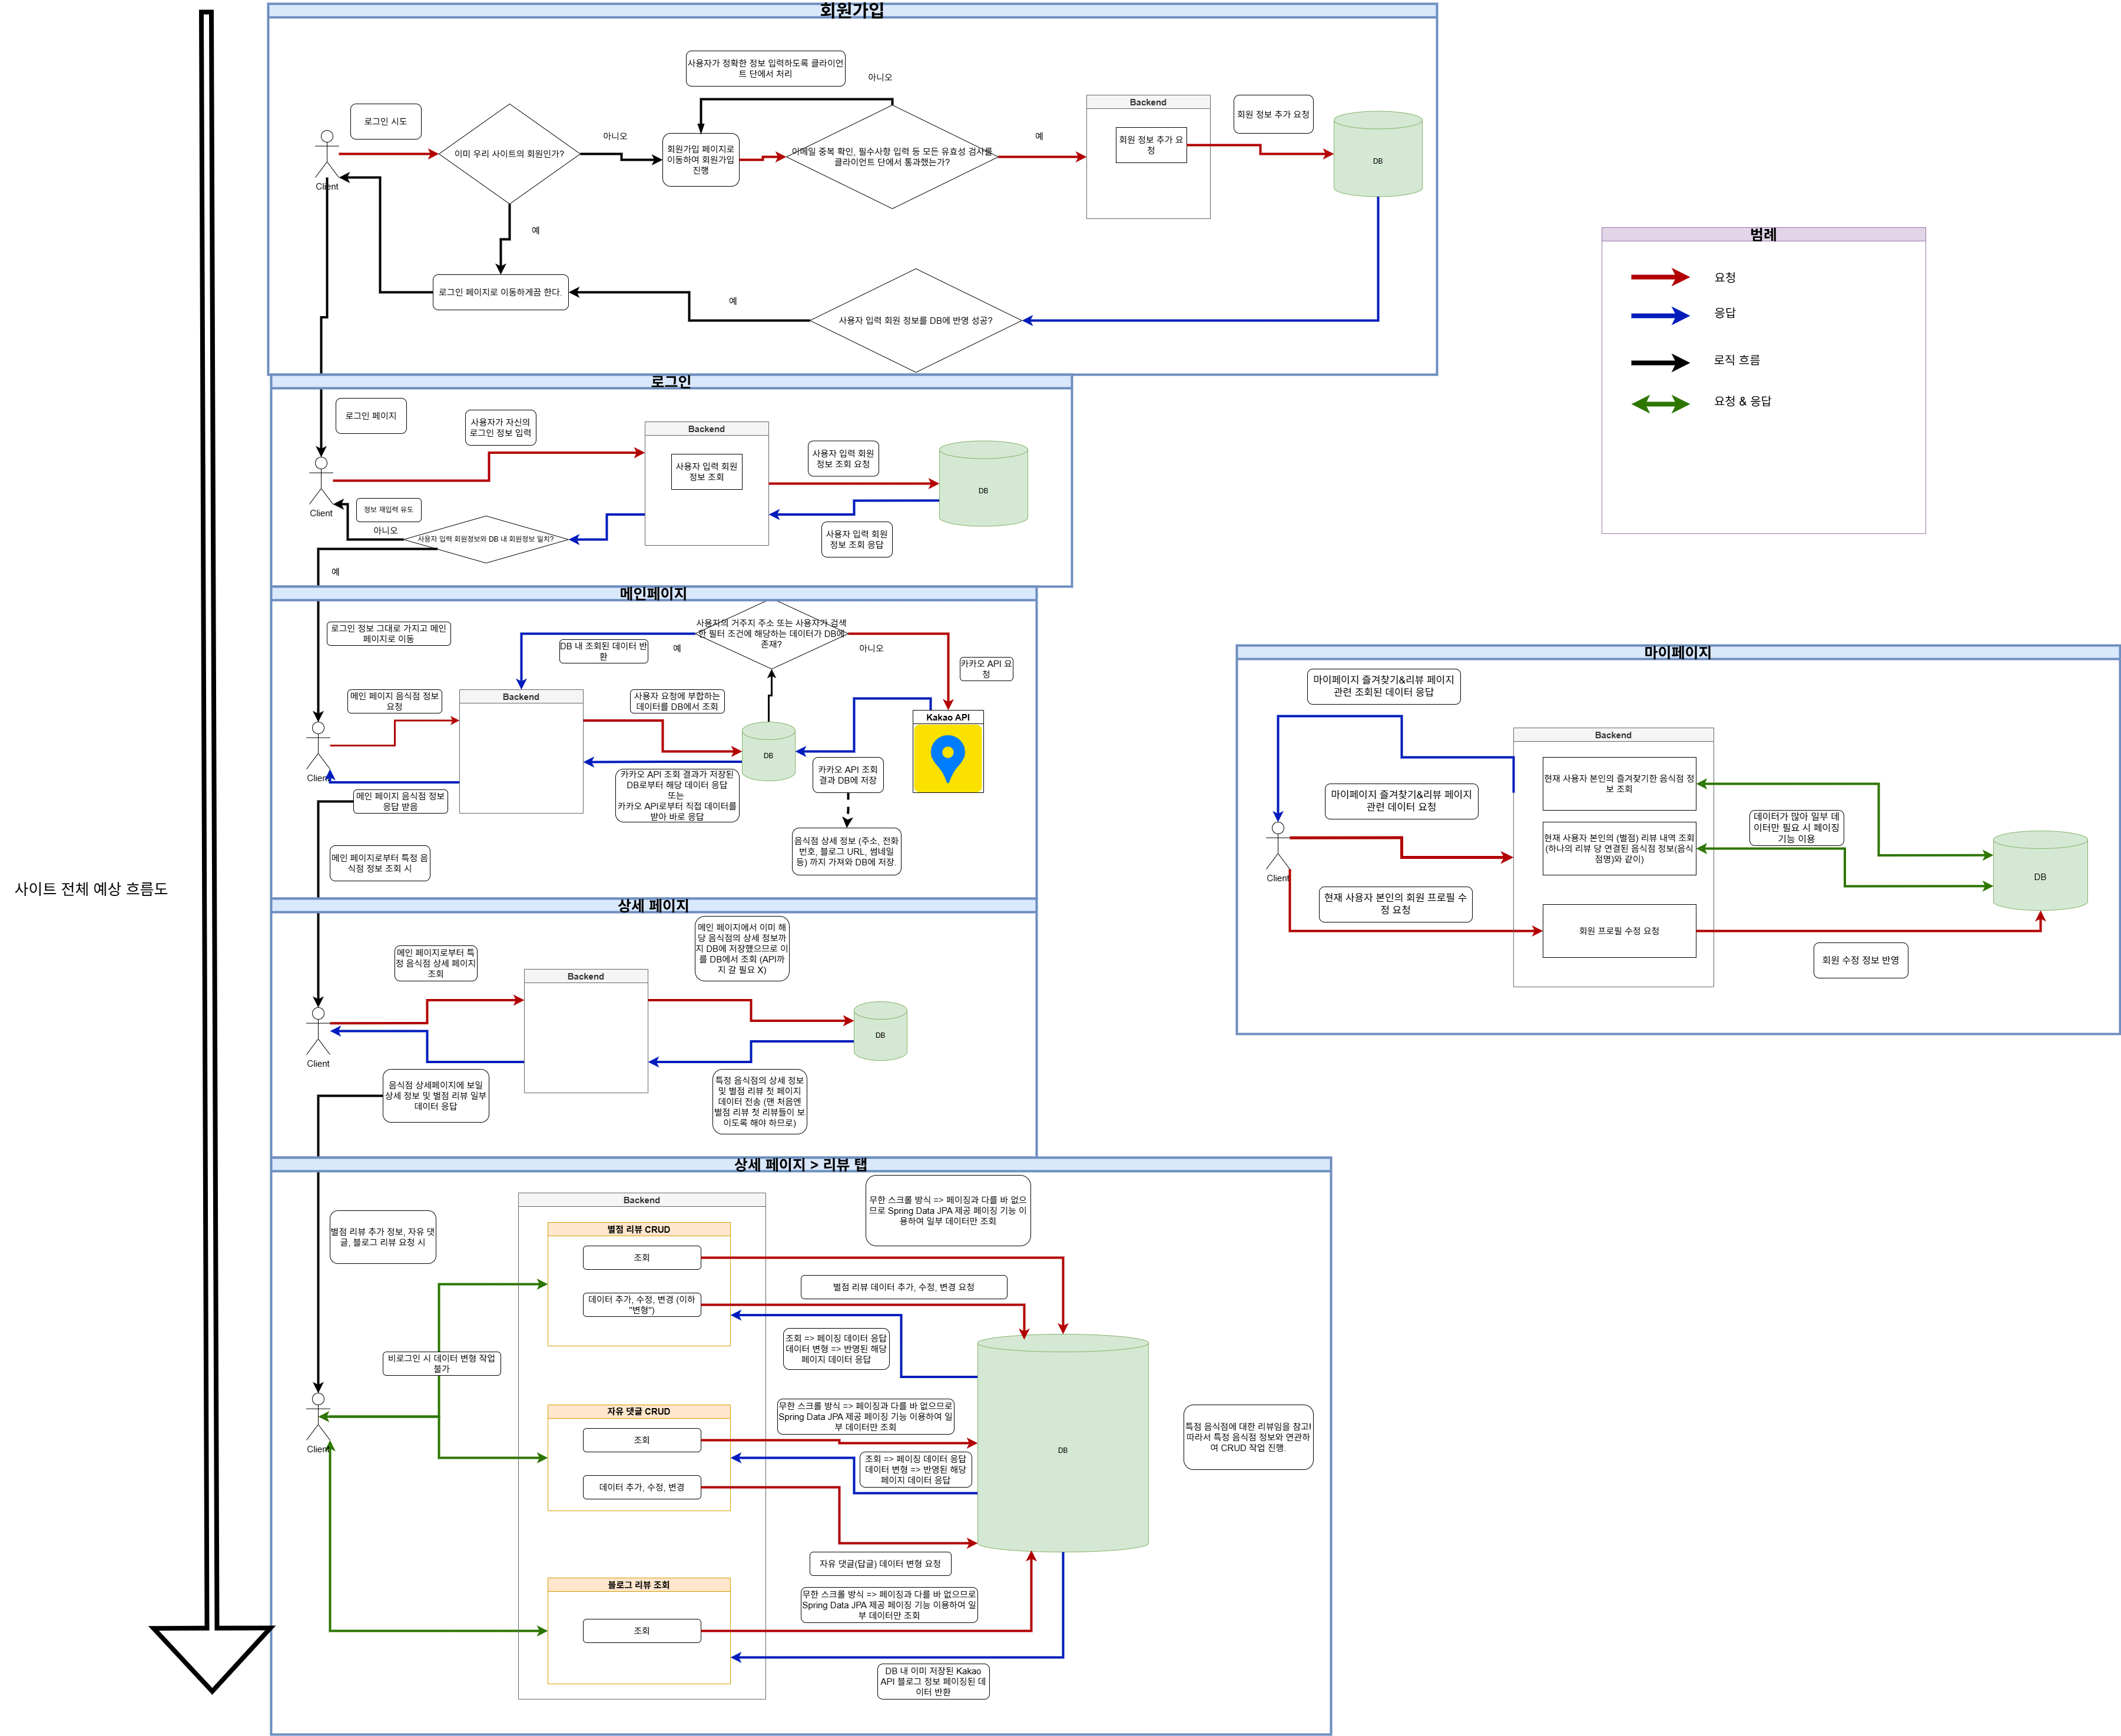 사이트 전체 예상 흐름도
회원가입
사용자가 정확한 정보 입력하도록 클라이언
트 단에서 처리
아니오
로그인 시도
Client
이미 우리 사이트의 회원인가?
아니오
회원가입 페이지로
이동하여 회원가입
진행
이메일 중복 확인, 필수사항 입력 등 모든 유효성 검사를
클라이언트 단에서 통과했는가?
예
Backend
회원 정보 추가 요
청
회원 정보 추가 요청
DB
예
로그인 페이지로 이동하게끔 한다.
예
사용자 입력 회원 정보를 DB에 반영 성공?
범례
요청
응답
로직 흐름
요청 & 응답
로그인
로그인 페이지
사용자가 자신의
로그인 정보 입력
Backend
사용자 입력 회원
정보 조회
사용자 입력 회원
정보 조회 요청
DB
Client
정보 재입력 유도
아니오
사용자 입력 회원정보와 DB 내 회원정보 일치?
사용자 입력 회원
정보 조회 응답
예
메인페이지
로그인 정보 그대로 가지고 메인
페이지로 이동
DB 내 조회된 데이터 반
환
예
사용자의 거주지 주소 또는 사용자가 검색
한 필터 조건에 해당하는 데이터가 DB에
존재?
아니오
카카오 API 요
청
메인 페이지 음식점 정보
요청
Backend
사용자 요청에 부합하는
데이터를 DB에서 조회
DB
Kakao API
Client
메인 페이지 음식점 정보
응답 받음
카카오 API 조회 결과가 저장된
DB로부터 해당 데이터 응답
또는
카카오 API로부터 직접 데이터를
받아 바로 응답
카카오 API 조회
결과 DB에 저장
음식점 상세 정보 (주소, 전화
번호, 블로그 URL, 썸네일
등) 까지 가져와 DB에 저장.
메인 페이지로부터 특정 음
식점 정보 조회 시
마이페이지
마이페이지 즐겨찾기&리뷰 페이지
관련 조회된 데이터 응답
Backend
현재 사용자 본인의 즐겨찾기한 음식점 정
보 조회
마이페이지 즐겨찾기&리뷰 페이지
관련 데이터 요청
현재 사용자 본인의 (별점) 리뷰 내역 조회
(하나의 리뷰 당 연결된 음식점 정보(음식
점명)와 같이)
데이터가 많아 일부 데
이터만 필요 시 페이징
기능 이용
DB
Client
현재 사용자 본인의 회원 프로필 수
정 요청
회원 프로필 수정 요청
회원 수정 정보 반영
상세 페이지
메인 페이지로부터 특
정 음식점 상세 페이지
조회
메인 페이지에서 이미 해
당 음식점의 상세 정보까
지 DB에 저장했으므로 이
를 DB에서 조회 (API까
지 갈 필요 X)
Backend
DB
Client
음식점 상세페이지에 보일
상세 정보 및 별점 리뷰 일부
데이터 응답
특정 음식점의 상세 정보
및 별점 리뷰 첫 페이지
데이터 전송 (맨 처음엔
별점 리뷰 첫 리뷰들이 보
이도록 해야 하므로)
상세 페이지 > 리뷰 탭
별점 리뷰 추가 정보, 자유 댓
글, 블로그 리뷰 요청 시
Backend
별점 리뷰 CRUD
조회
데이터 추가, 수정, 변경 (이하
"변형")
무한 스크롤 방식 => 페이징과 다를 바 없으
므로 Spring Data JPA 제공 페이징 기능 이
용하여 일부 데이터만 조회
별점 리뷰 데이터 추가, 수정, 변경 요청
조회 => 페이징 데이터 응답
데이터 변형 => 반영된 해당
페이지 데이터 응답
비로그인 시 데이터 변형 작업
불가
Client
자유 댓글 CRUD
조회
데이터 추가, 수정, 변경
무한 스크롤 방식 => 페이징과 다를 바 없으므로
Spring Data JPA 제공 페이징 기능 이용하여 일
부 데이터만 조회
조회 => 페이징 데이터 응답
데이터 변형 => 반영된 해당
페이지 데이터 응답
DB
특정 음식점에 대한 리뷰임을 참고!
따라서 특정 음식점 정보와 연관하
여 CRUD 작업 진행.
자유 댓글(답글) 데이터 변형 요청
블로그 리뷰 조회
조회
무한 스크롤 방식 => 페이징과 다를 바 없으므로
Spring Data JPA 제공 페이징 기능 이용하여 일
부 데이터만 조회
DB 내 이미 저장된 Kakao
API 블로그 정보 페이징된 데
이터 반환